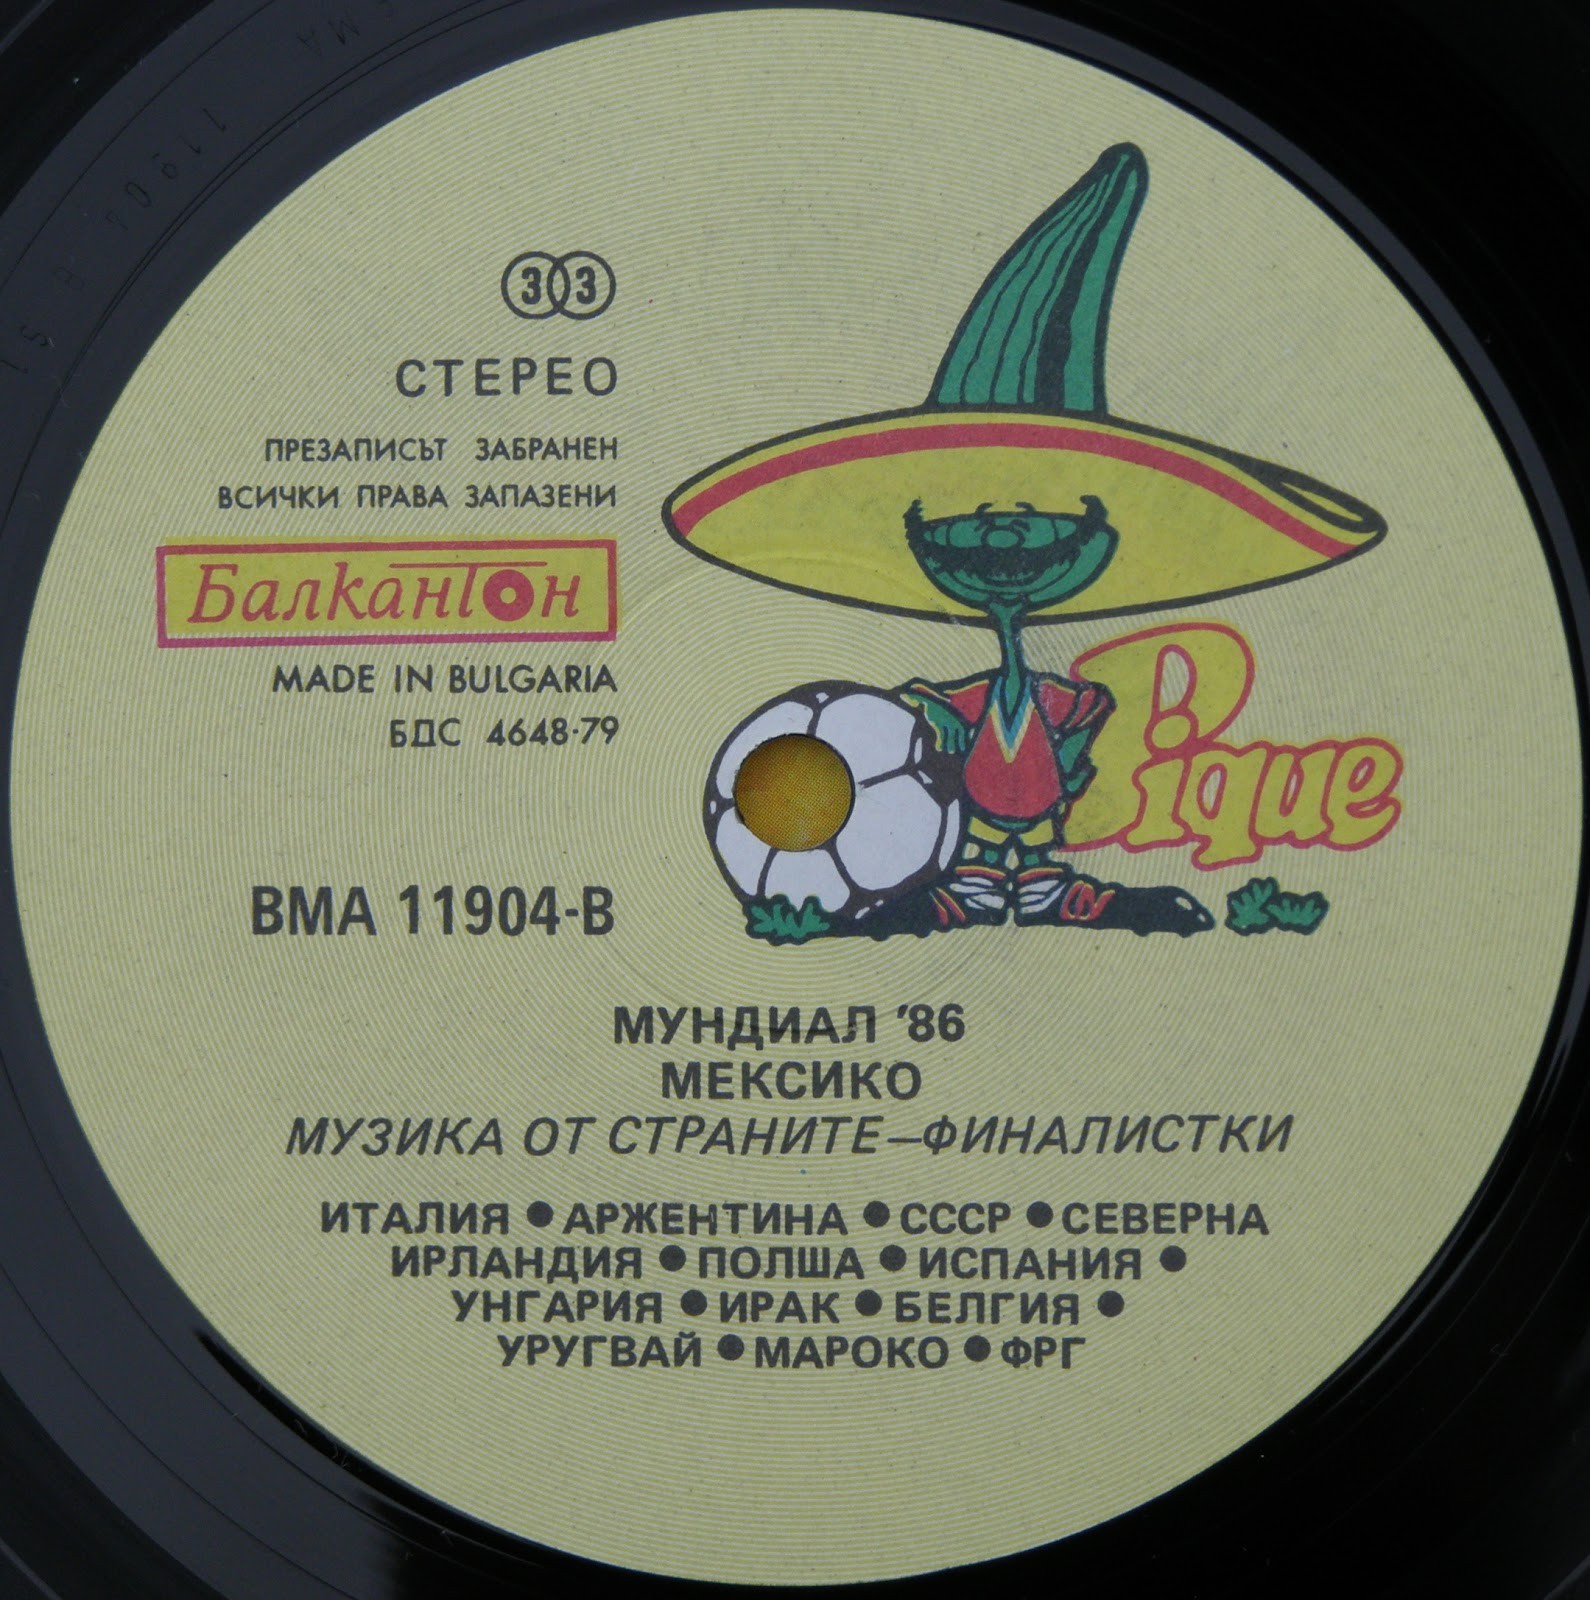 33
СТЕРЕО
ПРЕЗАПИСЪТ ЗАБРАНЕН
ВСИЧКИ ПРАВА ЗАПАЗЕНИ
Балкантон
MADE IN BULGARIA
БДС 4648-79
ВМА 11904-В
Pique
МУНДИАЛ '86
МЕКСИКО
МУЗИКА ОТ СТРАНИТЕ–ФИНАЛИСТКИ
ИТАЛИЯ ● АРЖЕНТИНА ● СССР ● СЕВЕРНА
ИРЛАНДИЯ ● ПОЛША ● ИСПАНИЯ ●
УНГАРИЯ ● ИРАК ● БЕЛГИЯ ●
УРУГВАЙ ● МАРОКО ● ФРГ